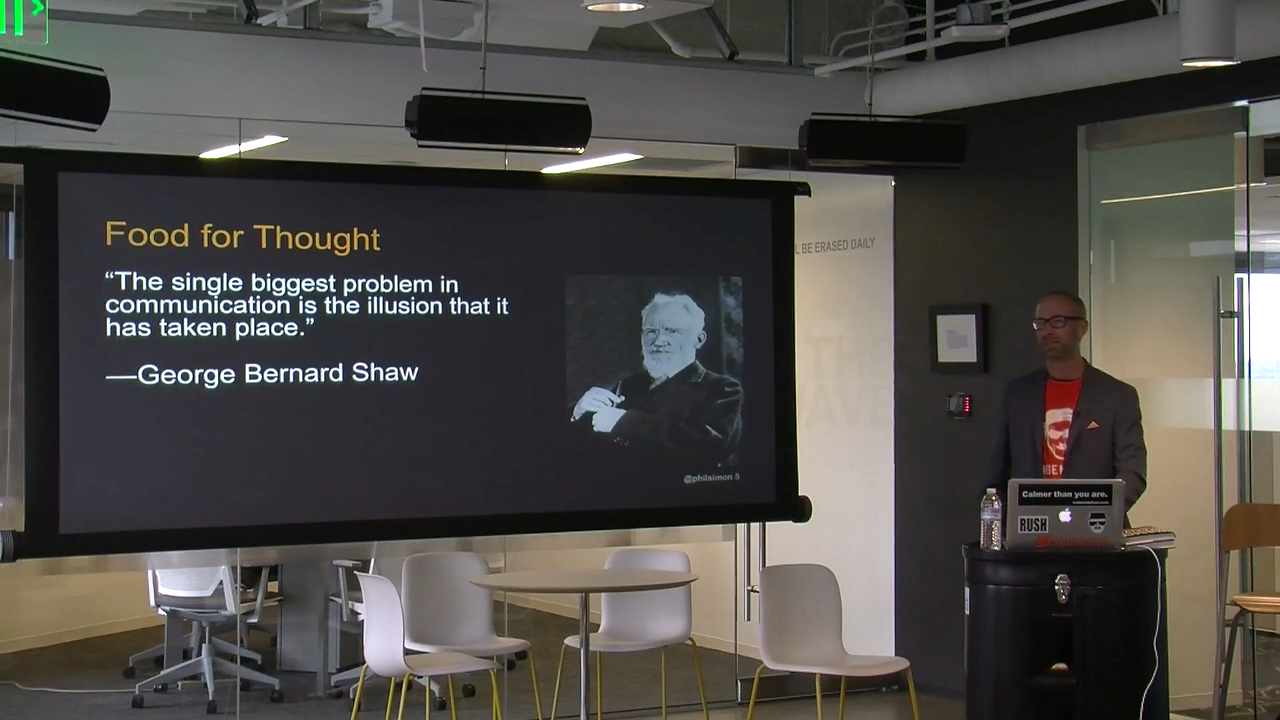 Food for Thought
“The single biggest problem in
communication is the illusion that it
has taken place.”
—George Bernard Shaw
@philsimon 5
L BE ERASED DAILY
Calmer than you are.
RUSH